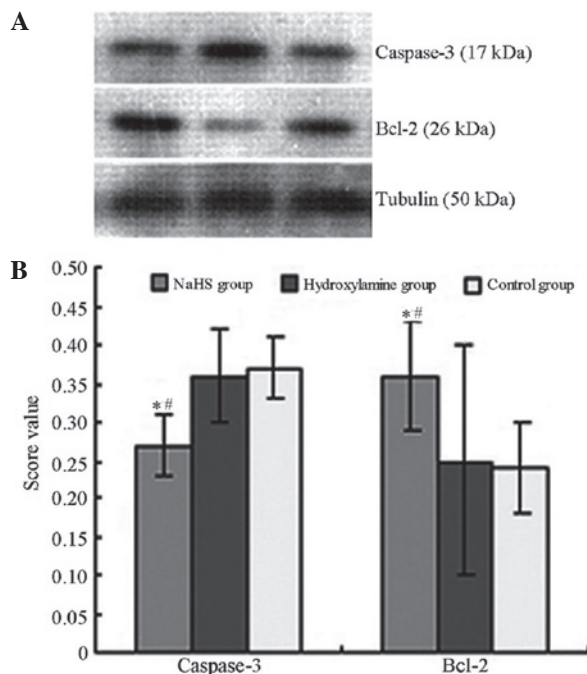 A
Caspase-3 (17 kDa)
Bcl-2 (26 kDa)
Tubulin (50 kDa)
B
0.50
NaHS group Hydroxylamine group Control group
0.45
*# 
0.40
0.35
*#
0.30
0.25
0.20
0.15
0.10
0.05
0
Score value
Caspase-3 Bcl-2